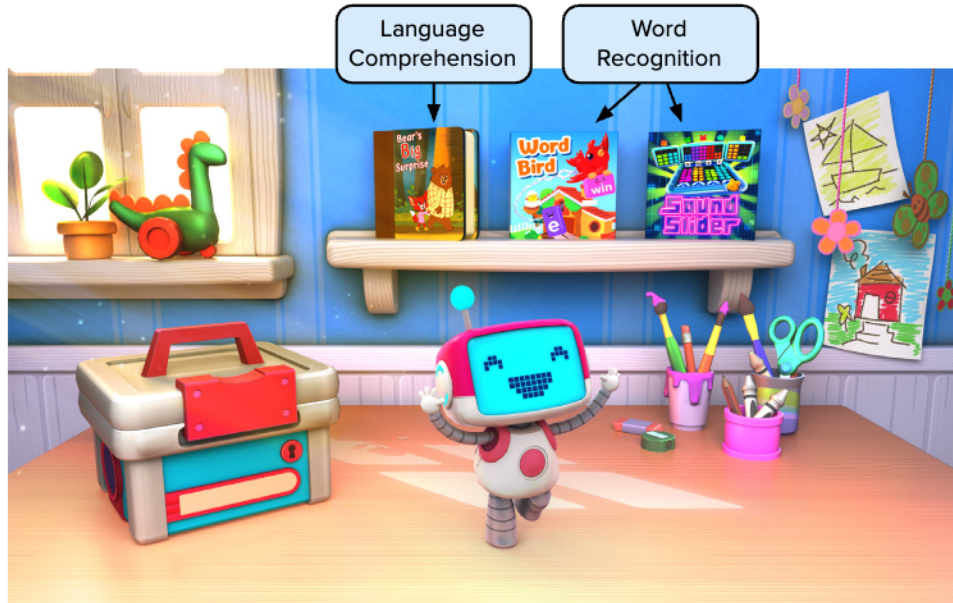 Language
Comprehension
Word
Recognition
Bear's
Big
Surprise
Word
Bird
win
e
Sound
Slider